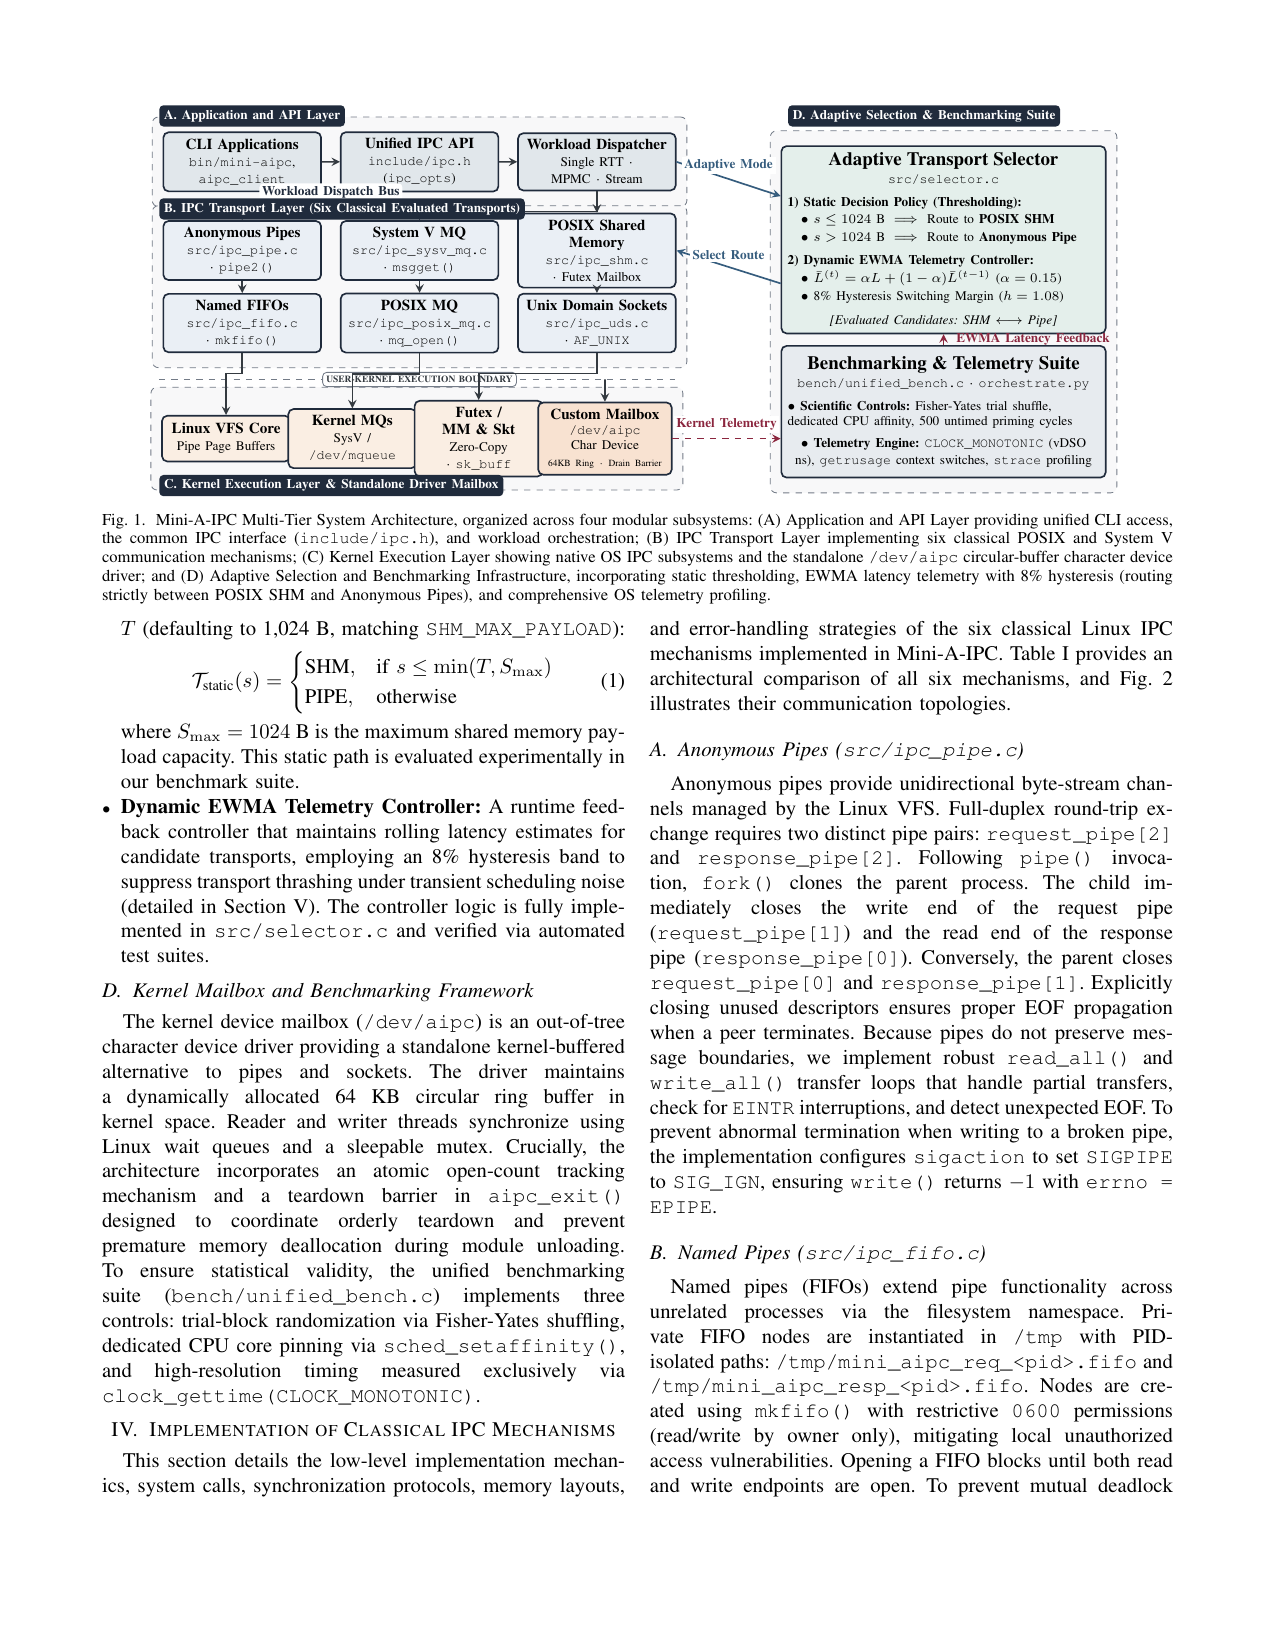 A. Application and API Layer
CLI Applications
bin/mini-aipc,
aipc_client
Unified IPC API
include/ipc.h
(ipc_opts)
Workload Dispatcher
Single RTT ·
MPMC · Stream
Workload Dispatch Bus
B. IPC Transport Layer (Six Classical Evaluated Transports)
Anonymous Pipes
src/ipc_pipe.c
· pipe2()
System V MQ
src/ipc_sysv_mq.c
· msgget()
POSIX Shared
Memory
src/ipc_shm.c
· Futex Mailbox
Named FIFOs
src/ipc_fifo.c
· mkfifo()
POSIX MQ
src/ipc_posix_mq.c
· mq_open()
Unix Domain Sockets
src/ipc_uds.c
· AF_UNIX
USER-KERNEL EXECUTION BOUNDARY
Linux VFS Core
Pipe Page Buffers
Kernel MQs
SysV /
/dev/mqueue
Futex /
MM & Skt
Zero-Copy
· sk_buff
Custom Mailbox
/dev/aipc
Char Device
64KB Ring · Drain Barrier
C. Kernel Execution Layer & Standalone Driver Mailbox
Adaptive Mode
Select Route
Kernel Telemetry
D. Adaptive Selection & Benchmarking Suite
Adaptive Transport Selector
src/selector.c
1) Static Decision Policy (Thresholding):
• s ≤ 1024 B ⟹ Route to POSIX SHM
• s > 1024 B ⟹ Route to Anonymous Pipe
2) Dynamic EWMA Telemetry Controller:
• L̄^(t) = αL + (1 − α)L̄^(t−1) (α = 0.15)
• 8% Hysteresis Switching Margin (h = 1.08)
[Evaluated Candidates: SHM ⟷ Pipe]
EWMA Latency Feedback
Benchmarking & Telemetry Suite
bench/unified_bench.c · orchestrate.py
• Scientific Controls: Fisher-Yates trial shuffle,
dedicated CPU affinity, 500 untimed priming cycles
• Telemetry Engine: CLOCK_MONOTONIC (vDSO
ns), getrusage context switches, strace profiling
Fig. 1. Mini-A-IPC Multi-Tier System Architecture, organized across four modular subsystems: (A) Application and API Layer providing unified CLI access,
the common IPC interface (include/ipc.h), and workload orchestration; (B) IPC Transport Layer implementing six classical POSIX and System V
communication mechanisms; (C) Kernel Execution Layer showing native OS IPC subsystems and the standalone /dev/aipc circular-buffer character device
driver; and (D) Adaptive Selection and Benchmarking Infrastructure, incorporating static thresholding, EWMA latency telemetry with 8% hysteresis (routing
strictly between POSIX SHM and Anonymous Pipes), and comprehensive OS telemetry profiling.
T (defaulting to 1,024 B, matching SHM_MAX_PAYLOAD):
𝒯static(s) = { SHM, if s ≤ min(T, Smax)
PIPE, otherwise (1)
where Smax = 1024 B is the maximum shared memory pay-
load capacity. This static path is evaluated experimentally in
our benchmark suite.
• Dynamic EWMA Telemetry Controller: A runtime feed-
back controller that maintains rolling latency estimates for
candidate transports, employing an 8% hysteresis band to
suppress transport thrashing under transient scheduling noise
(detailed in Section V). The controller logic is fully imple-
mented in src/selector.c and verified via automated
test suites.
D. Kernel Mailbox and Benchmarking Framework
The kernel device mailbox (/dev/aipc) is an out-of-tree
character device driver providing a standalone kernel-buffered
alternative to pipes and sockets. The driver maintains
a dynamically allocated 64 KB circular ring buffer in
kernel space. Reader and writer threads synchronize using
Linux wait queues and a sleepable mutex. Crucially, the
architecture incorporates an atomic open-count tracking
mechanism and a teardown barrier in aipc_exit()
designed to coordinate orderly teardown and prevent
premature memory deallocation during module unloading.
To ensure statistical validity, the unified benchmarking
suite (bench/unified_bench.c) implements three
controls: trial-block randomization via Fisher-Yates shuffling,
dedicated CPU core pinning via sched_setaffinity(),
and high-resolution timing measured exclusively via
clock_gettime(CLOCK_MONOTONIC).
IV. IMPLEMENTATION OF CLASSICAL IPC MECHANISMS
This section details the low-level implementation mechan-
ics, system calls, synchronization protocols, memory layouts,
and error-handling strategies of the six classical Linux IPC
mechanisms implemented in Mini-A-IPC. Table I provides an
architectural comparison of all six mechanisms, and Fig. 2
illustrates their communication topologies.
A. Anonymous Pipes (src/ipc_pipe.c)
Anonymous pipes provide unidirectional byte-stream chan-
nels managed by the Linux VFS. Full-duplex round-trip ex-
change requires two distinct pipe pairs: request_pipe[2]
and response_pipe[2]. Following pipe() invoca-
tion, fork() clones the parent process. The child im-
mediately closes the write end of the request pipe
(request_pipe[1]) and the read end of the response
pipe (response_pipe[0]). Conversely, the parent closes
request_pipe[0] and response_pipe[1]. Explicitly
closing unused descriptors ensures proper EOF propagation
when a peer terminates. Because pipes do not preserve mes-
sage boundaries, we implement robust read_all() and
write_all() transfer loops that handle partial transfers,
check for EINTR interruptions, and detect unexpected EOF. To
prevent abnormal termination when writing to a broken pipe,
the implementation configures sigaction to set SIGPIPE
to SIG_IGN, ensuring write() returns −1 with errno =
EPIPE.
B. Named Pipes (src/ipc_fifo.c)
Named pipes (FIFOs) extend pipe functionality across
unrelated processes via the filesystem namespace. Pri-
vate FIFO nodes are instantiated in /tmp with PID-
isolated paths: /tmp/mini_aipc_req_<pid>.fifo and
/tmp/mini_aipc_resp_<pid>.fifo. Nodes are cre-
ated using mkfifo() with restrictive 0600 permissions
(read/write by owner only), mitigating local unauthorized
access vulnerabilities. Opening a FIFO blocks until both read
and write endpoints are open. To prevent mutual deadlock